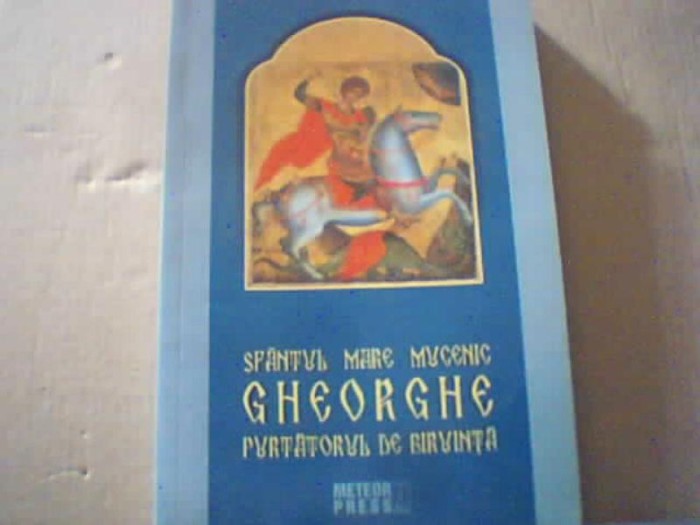 SFÂNTUL MARE MUCENIC
GHEORGHE
PURTĂTORUL DE BIRUINȚĂ
METEOR
PRESS